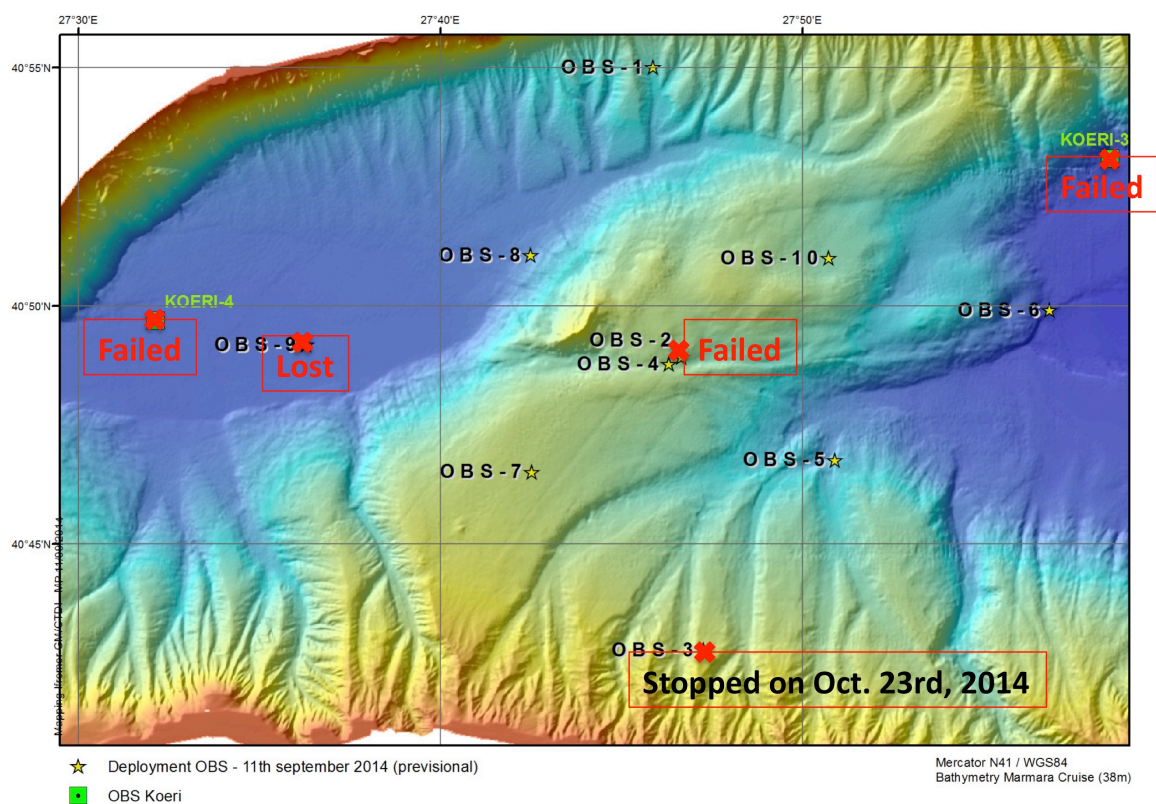 27°30'E 27°40'E 27°50'E
40°55'N
OBS-1
KOERI-3
Failed
OBS-8
OBS-10
40°50'N
KOERI-4
OBS-6
Failed
OBS-9
Lost
OBS-2
Failed
OBS-4
OBS-7
OBS-5
40°45'N
OBS-3
Stopped on Oct. 23rd, 2014
Deployment OBS - 11th september 2014 (previsional)
OBS Koeri
Mercator N41 / WGS84
Bathymetry Marmara Cruise (38m)